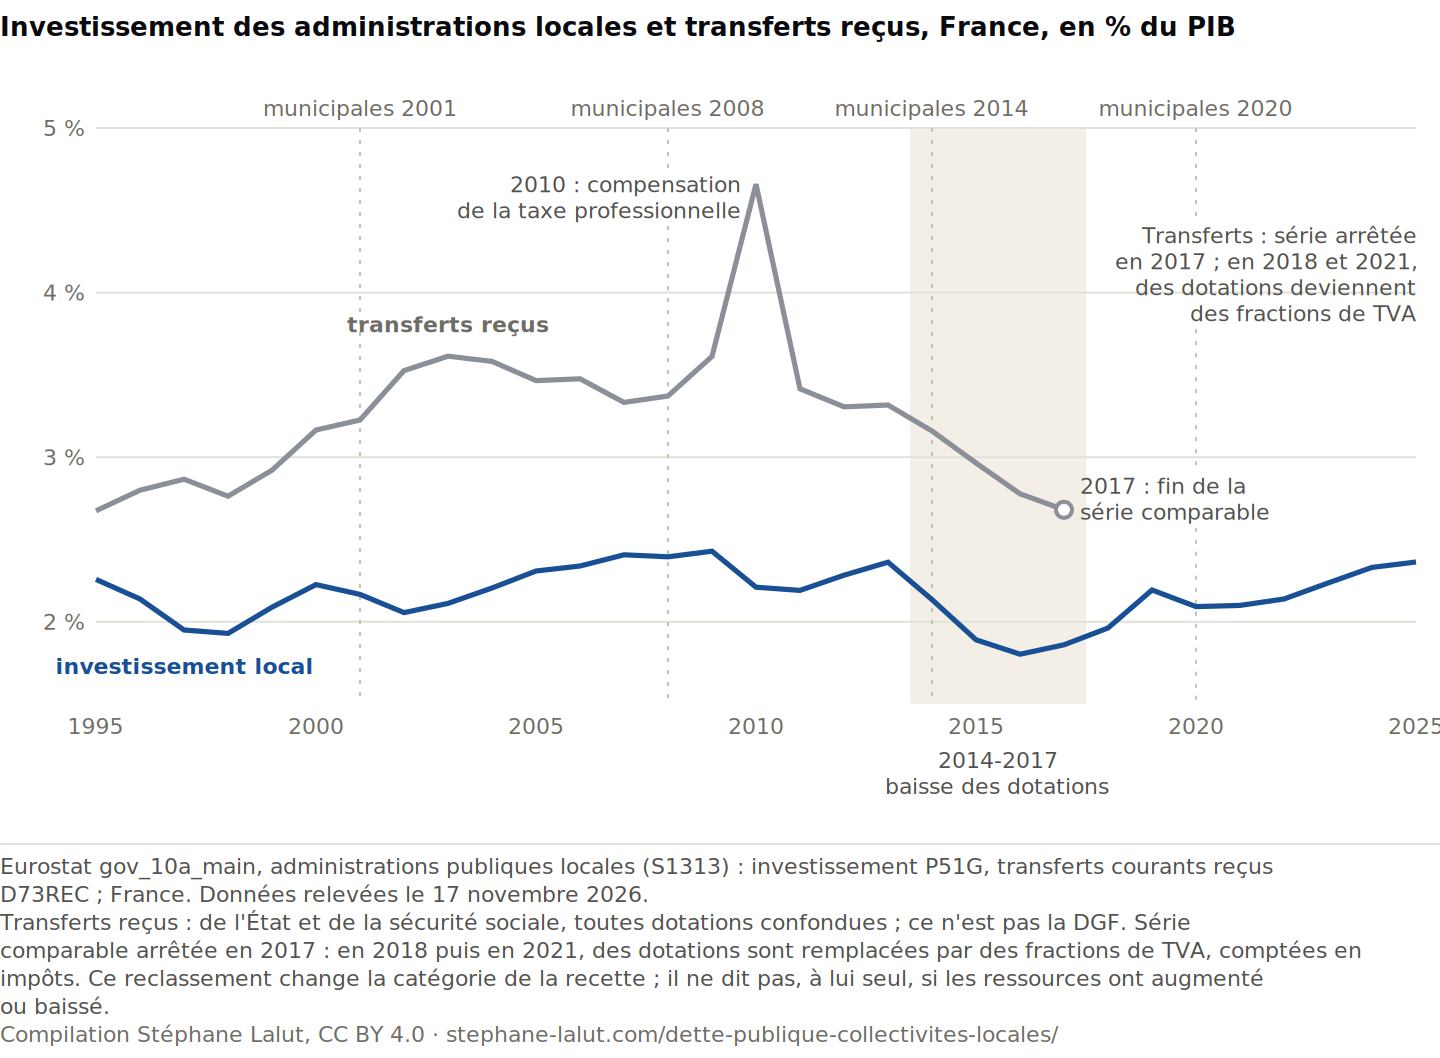 Investissement des administrations locales et transferts reçus, France, en % du PIB
municipales 2001
municipales 2008
municipales 2014
municipales 2020
5 %
2010 : compensation
de la taxe professionnelle
Transferts : série arrêtée
en 2017 ; en 2018 et 2021,
des dotations deviennent
des fractions de TVA
4 %
transferts reçus
3 %
2017 : fin de la
série comparable
2 %
investissement local
1995
2000
2005
2010
2015
2020
2025
2014-2017
baisse des dotations
Eurostat gov_10a_main, administrations publiques locales (S1313) : investissement P51G, transferts courants reçus
D73REC ; France. Données relevées le 17 novembre 2026.
Transferts reçus : de l'État et de la sécurité sociale, toutes dotations confondues ; ce n'est pas la DGF. Série
comparable arrêtée en 2017 : en 2018 puis en 2021, des dotations sont remplacées par des fractions de TVA, comptées en
impôts. Ce reclassement change la catégorie de la recette ; il ne dit pas, à lui seul, si les ressources ont augmenté
ou baissé.
Compilation Stéphane Lalut, CC BY 4.0 · stephane-lalut.com/dette-publique-collectivites-locales/